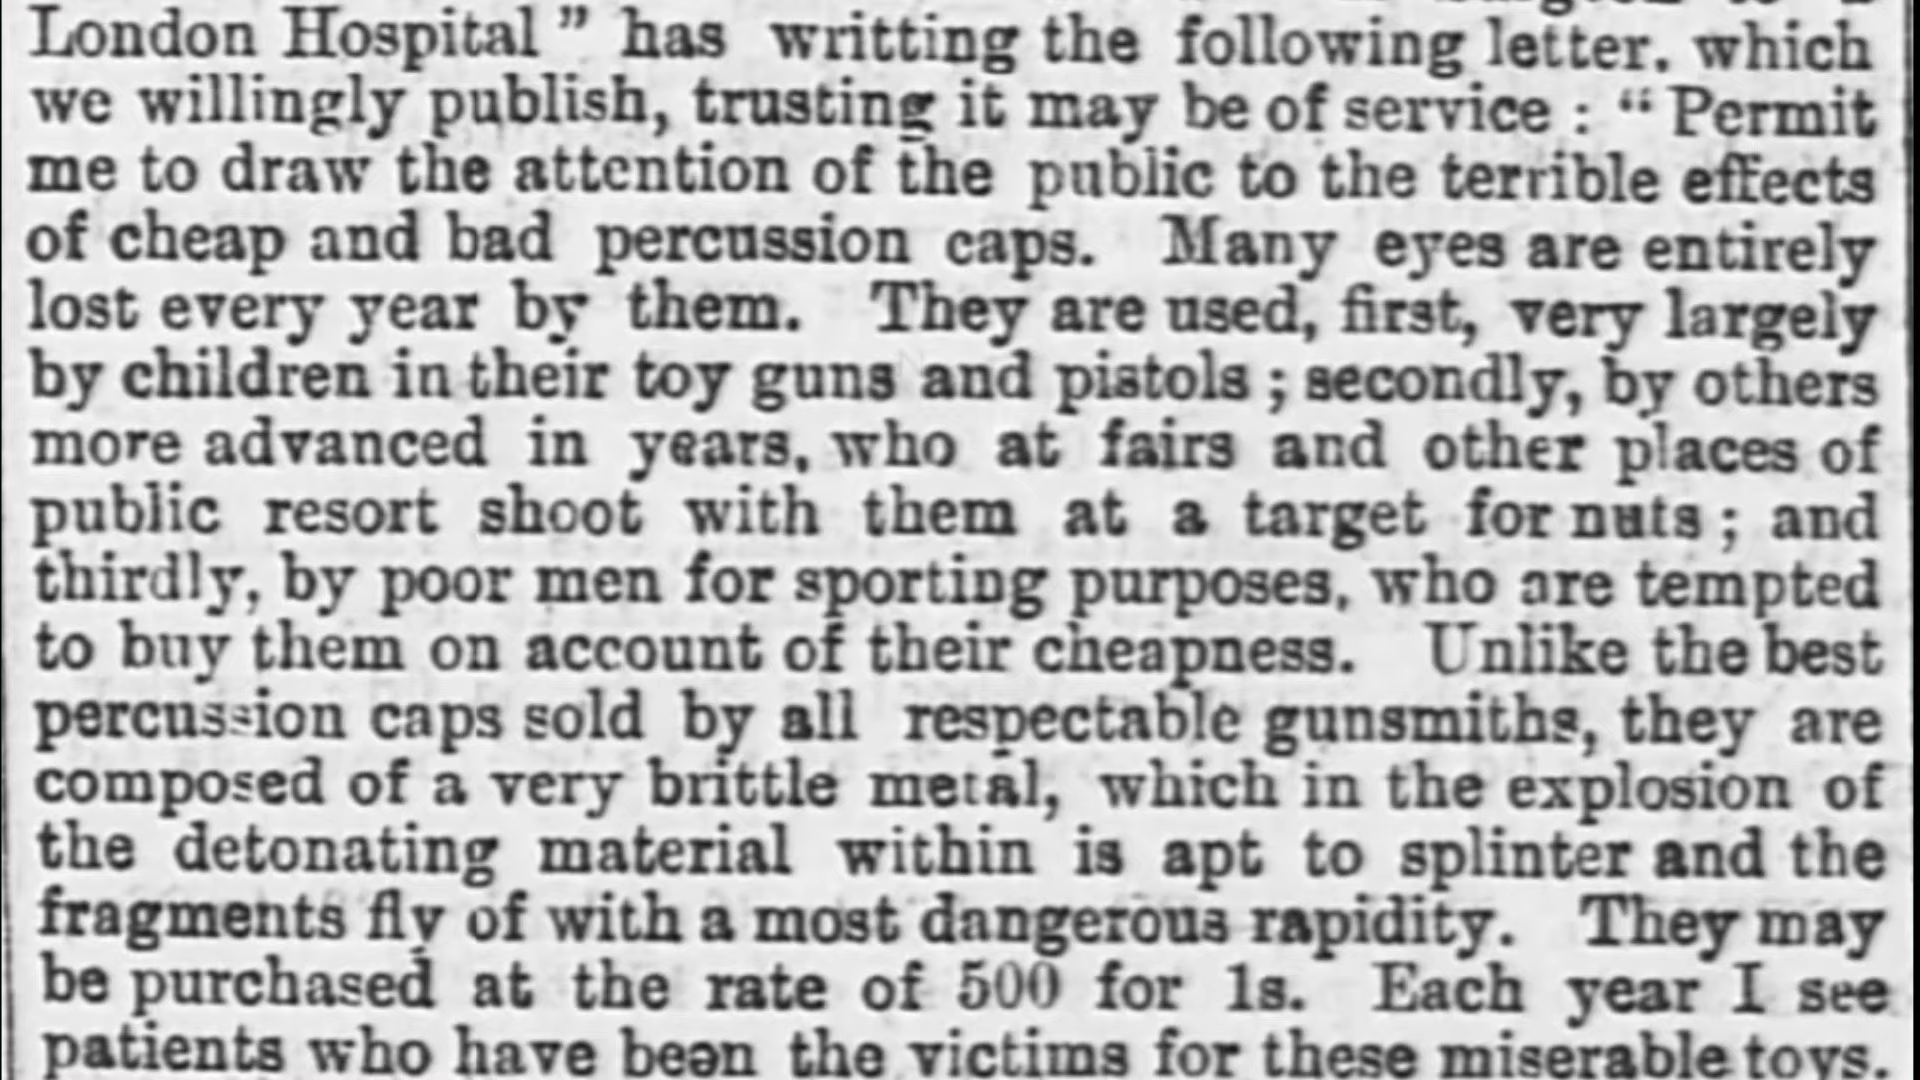 London Hospital" has writting the following letter. which
we willingly publish, trusting it may be of service : "Permit
me to draw the attention of the public to the terrible effects
of cheap and bad percussion caps. Many eyes are entirely
lost every year by them. They are used, first, very largely
by children in their toy guns and pistols ; secondly, by others
more advanced in years, who at fairs and other places of
public resort shoot with them at a target for nuts ; and
thirdly, by poor men for sporting purposes, who are tempted
to buy them on account of their cheapness. Unlike the best
percussion caps sold by all respectable gunsmiths, they are
composed of a very brittle metal, which in the explosion of
the detonating material within is apt to splinter and the
fragments fly of with a most dangerous rapidity. They may
be purchased at the rate of 500 for 1s. Each year I see
patients who have been the victims for these miserable toys.